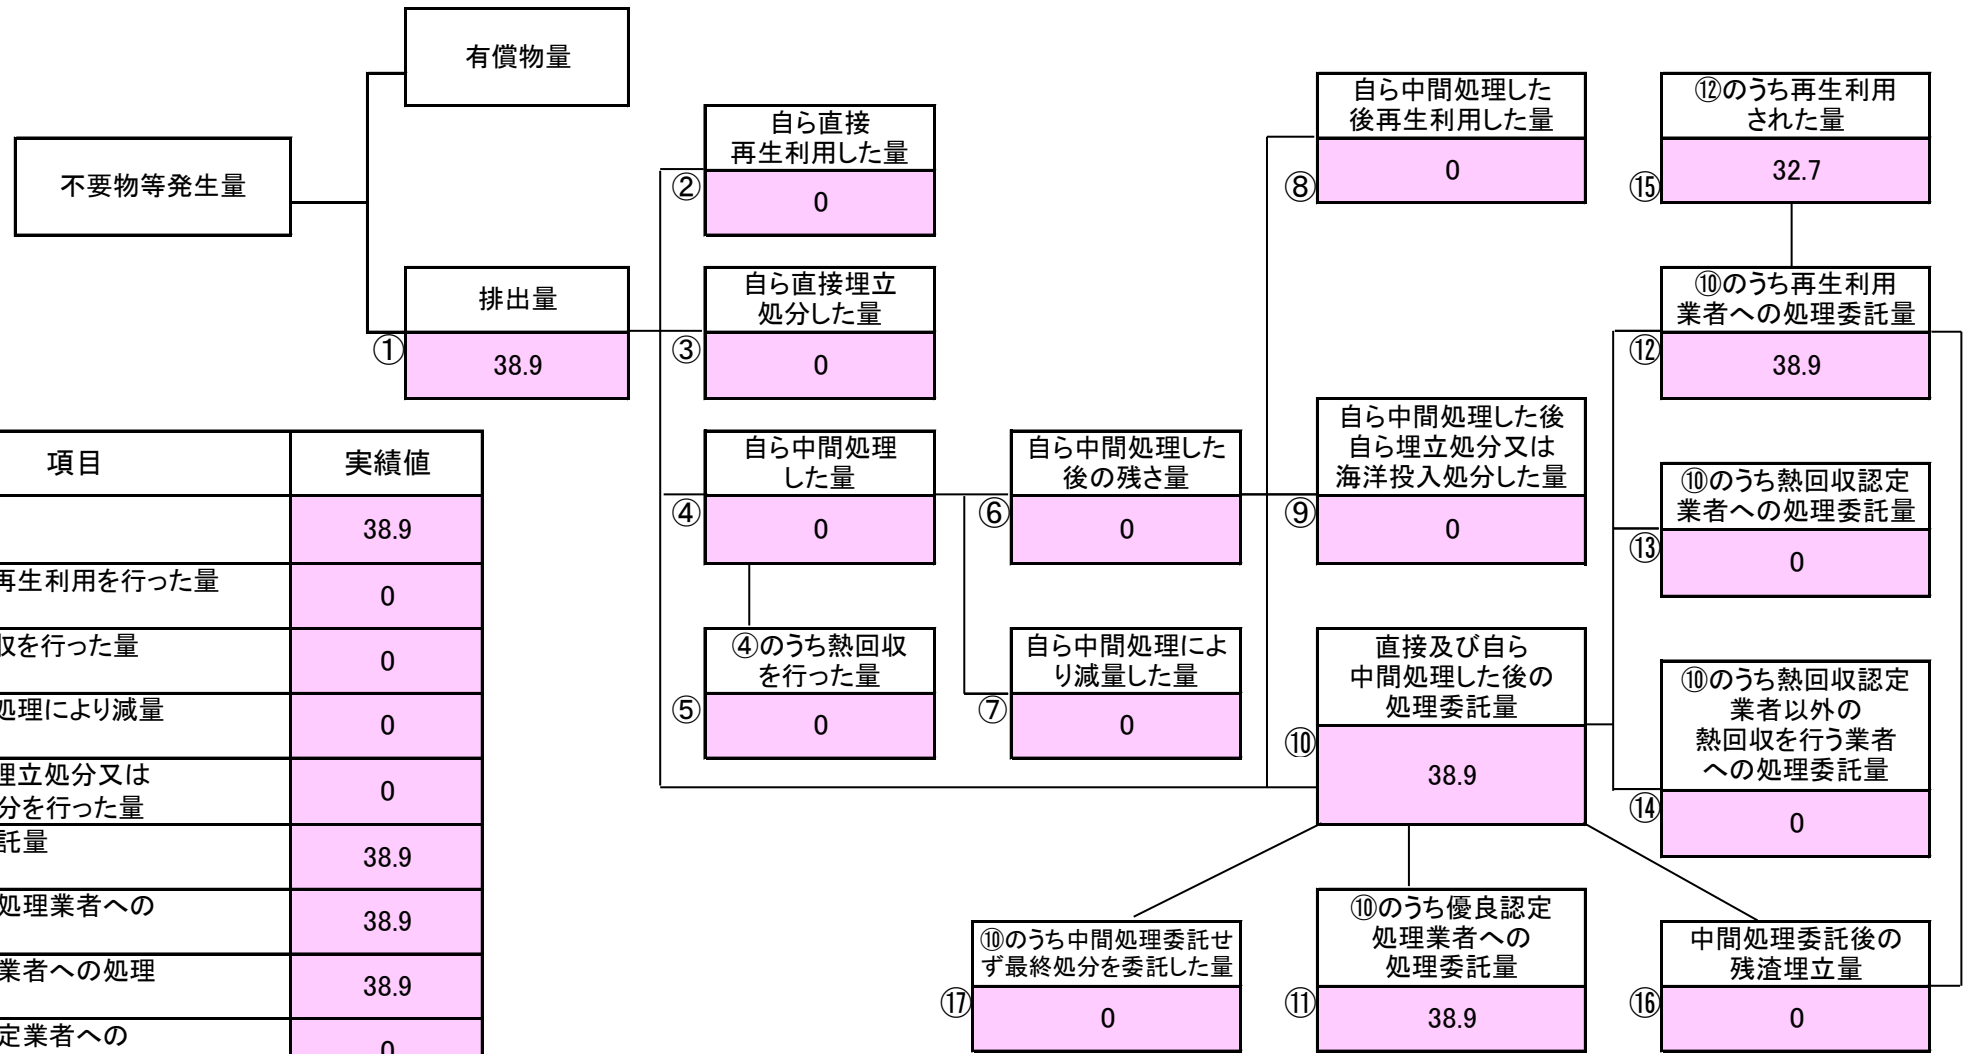 有償物量
不要物等発生量
排出量
①
38.9
自ら直接
再生利用した量
②
0
自ら直接埋立
処分した量
③
0
自ら中間処理
した量
④
0
④のうち熱回収
を行った量
⑤
0
自ら中間処理した
後の残さ量
⑥
0
自ら中間処理によ
り減量した量
⑦
0
自ら中間処理した
後再生利用した量
⑧
0
自ら中間処理した後
自ら埋立処分又は
海洋投入処分した量
⑨
0
直接及び自ら
中間処理した後の
処理委託量
⑩
38.9
⑫のうち再生利用
された量
⑮
32.7
⑩のうち再生利用
業者への処理委託量
⑫
38.9
⑩のうち熱回収認定
業者への処理委託量
⑬
0
⑩のうち熱回収認定
業者以外の
熱回収を行う業者
への処理委託量
⑭
0
⑩のうち中間処理委託せ
ず最終処分を委託した量
⑰
0
⑩のうち優良認定
処理業者への
処理委託量
⑪
38.9
中間処理委託後の
残渣埋立量
⑯
0
項目 実績値
38.9
再生利用を行った量 0
収を行った量 0
処理により減量 0
埋立処分又は
分を行った量 0
託量 38.9
処理業者への 38.9
業者への処理 38.9
定業者への 0